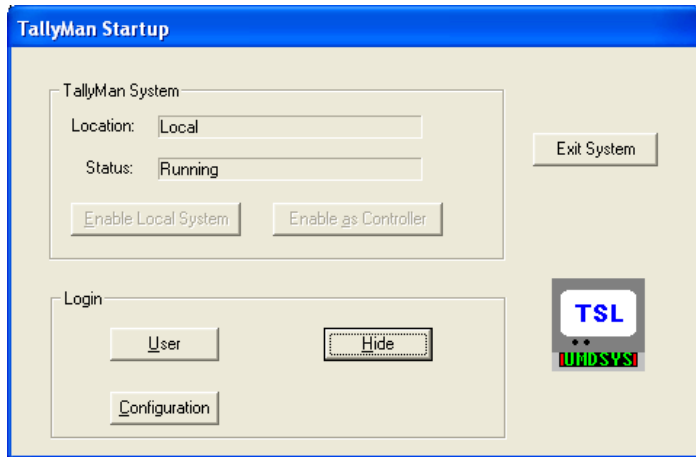 TallyMan Startup
TallyMan System
Location: Local
Status: Running
Enable Local System Enable as Controller
Exit System
Login
User Hide
Configuration
TSL
UMDSYS